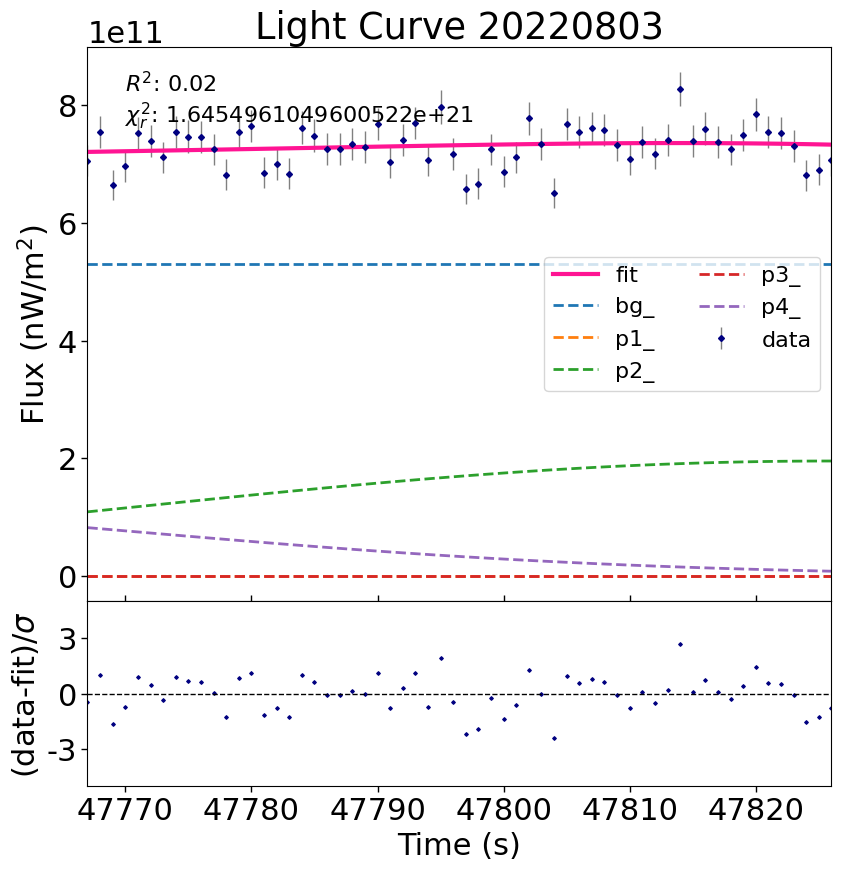 Light Curve 20220803
1e11
R²: 0.02
χ²ᵣ: 1.6454961049600522e+21
8
6
4
2
0
Flux (nW/m²)
fit
bg_
p1_
p2_
p3_
p4_
data
3
0
-3
(data-fit)/σ
47770 47780 47790 47800 47810 47820
Time (s)